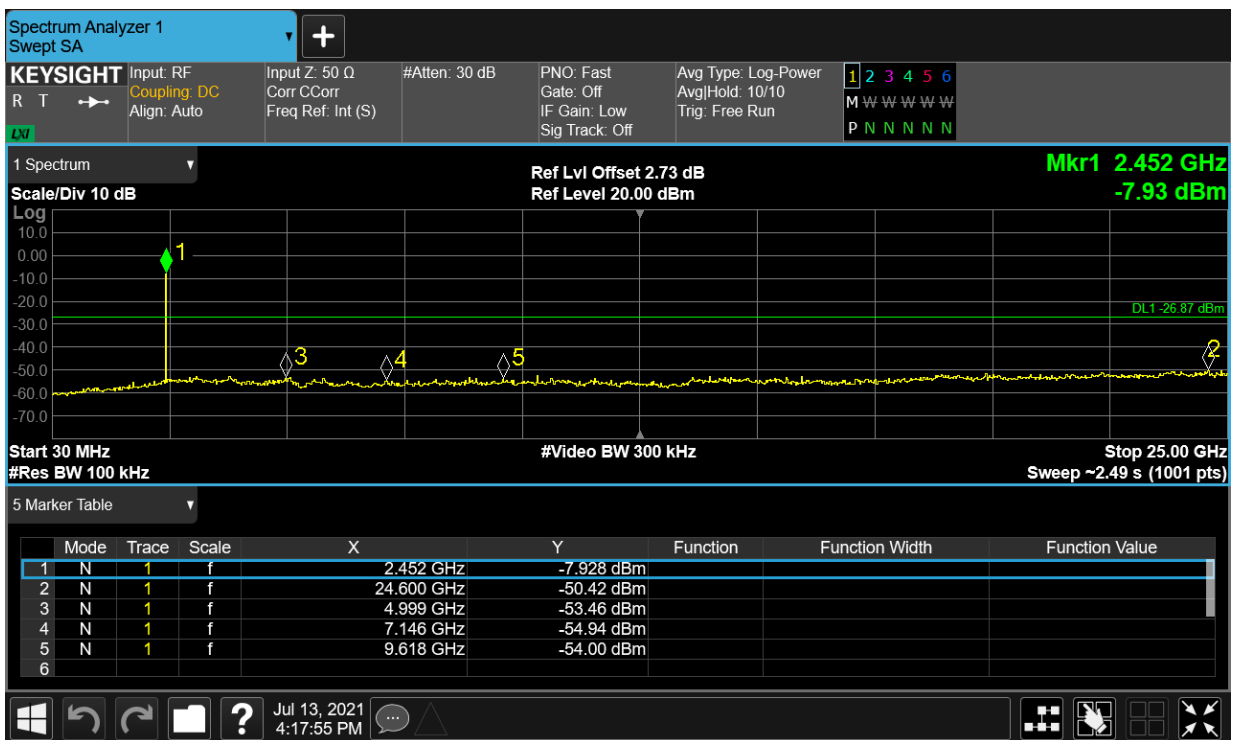 Spectrum Analyzer 1
Swept SA
+
KEYSIGHT
R T
LXI
Input: RF
Coupling: DC
Align: Auto
Input Z: 50 Ω
Corr CCorr
Freq Ref: Int (S)
#Atten: 30 dB
PNO: Fast
Gate: Off
IF Gain: Low
Sig Track: Off
Avg Type: Log-Power
Avg|Hold: 10/10
Trig: Free Run
1 2 3 4 5 6
M W W W W W
P N N N N N
1 Spectrum
Scale/Div 10 dB
Ref Lvl Offset 2.73 dB
Ref Level 20.00 dBm
Mkr1 2.452 GHz
-7.93 dBm
Log
10.0
0.00
-10.0
-20.0
-30.0
-40.0
-50.0
-60.0
-70.0
1
3
4
5
2
DL1 -26.87 dBm
Start 30 MHz
#Video BW 300 kHz
Stop 25.00 GHz
#Res BW 100 kHz
Sweep ~2.49 s (1001 pts)
5 Marker Table
Mode Trace Scale X Y Function Function Width Function Value
1 N 1 f 2.452 GHz -7.928 dBm
2 N 1 f 24.600 GHz -50.42 dBm
3 N 1 f 4.999 GHz -53.46 dBm
4 N 1 f 7.146 GHz -54.94 dBm
5 N 1 f 9.618 GHz -54.00 dBm
6
?
Jul 13, 2021
4:17:55 PM